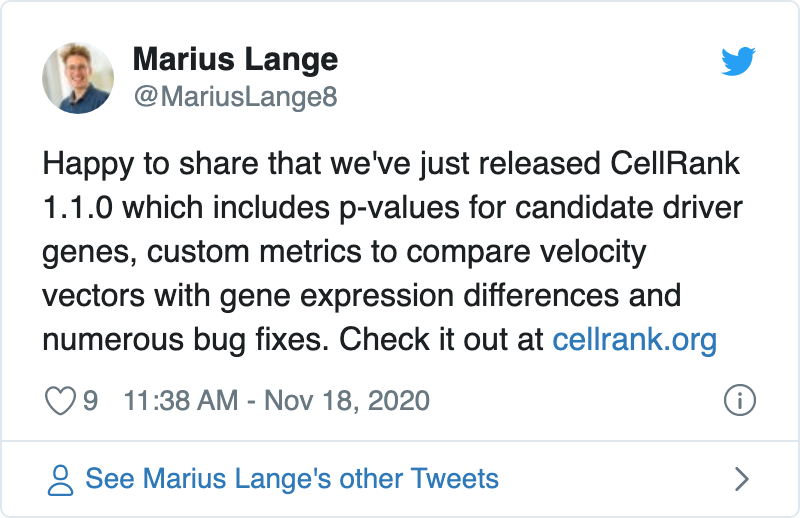 Marius Lange
@MariusLange8
Happy to share that we've just released CellRank
1.1.0 which includes p-values for candidate driver
genes, custom metrics to compare velocity
vectors with gene expression differences and
numerous bug fixes. Check it out at cellrank.org
9 11:38 AM - Nov 18, 2020
See Marius Lange's other Tweets